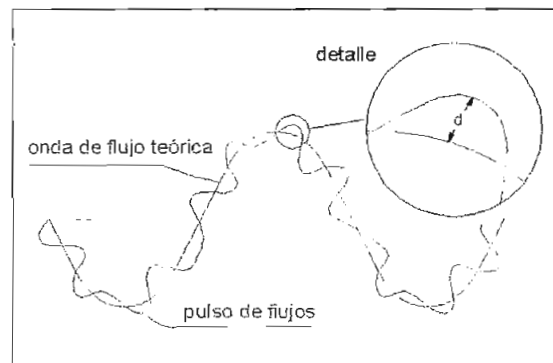 detalle
d
onda de flujo teórica
pulso de flujos